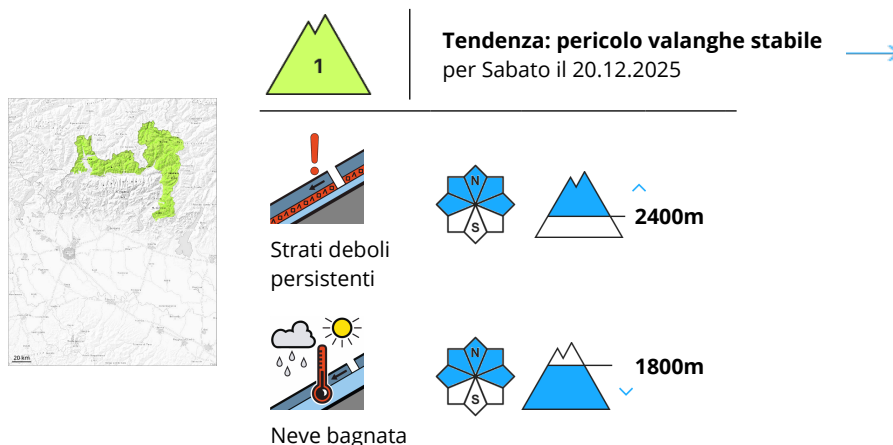 1
Tendenza: pericolo valanghe stabile
per Sabato il 20.12.2025
N
S
2400m
Strati deboli
persistenti
N
S
1800m
Neve bagnata
20 km